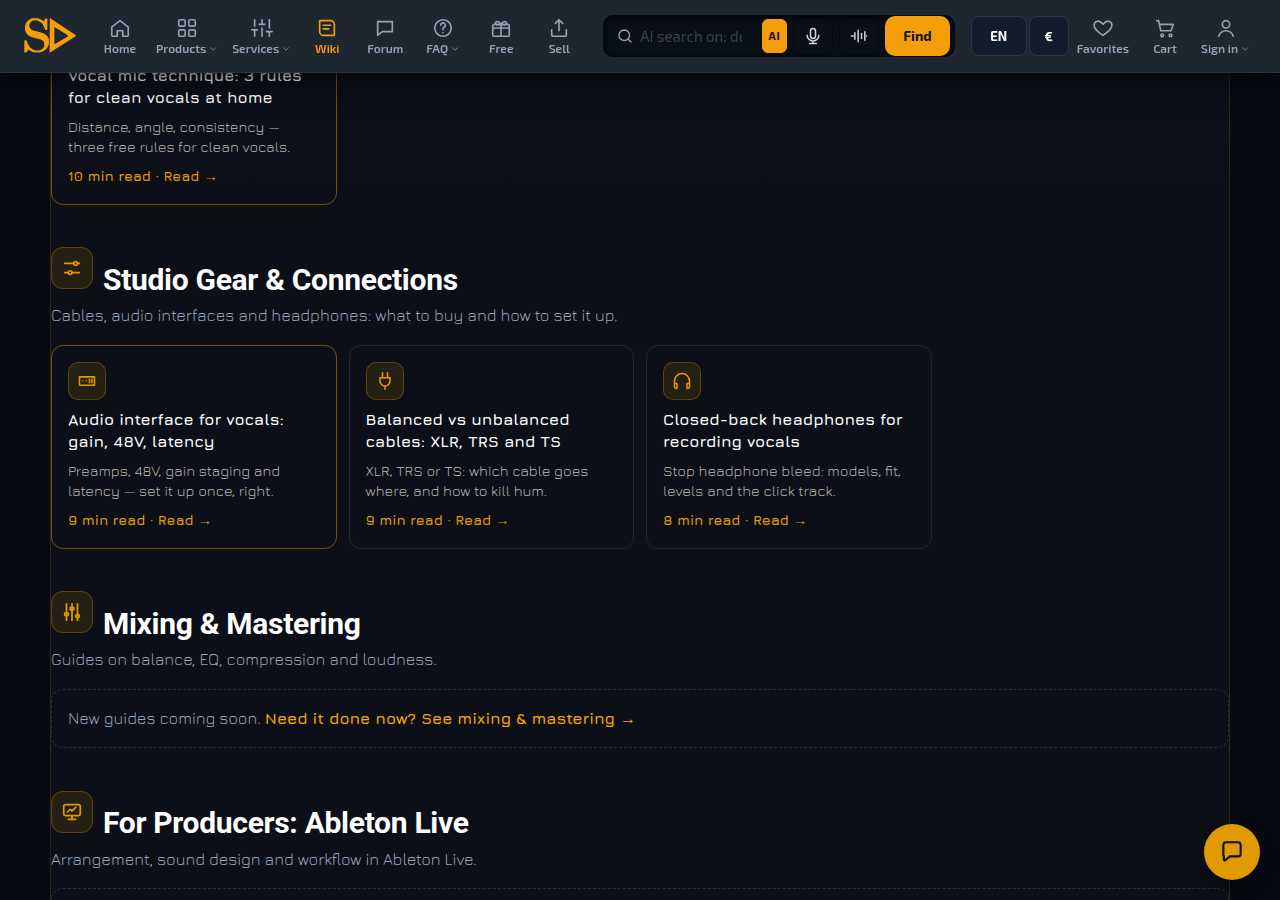 SD
Home
Products
Services
Wiki
Forum
FAQ
Free
Sell
AI search on: de
AI
Find
EN
€
Favorites
Cart
Sign in
Vocal mic technique: 3 rules
for clean vocals at home
Distance, angle, consistency —
three free rules for clean vocals.
10 min read · Read →
Studio Gear & Connections
Cables, audio interfaces and headphones: what to buy and how to set it up.
Audio interface for vocals:
gain, 48V, latency
Preamps, 48V, gain staging and
latency — set it up once, right.
9 min read · Read →
Balanced vs unbalanced
cables: XLR, TRS and TS
XLR, TRS or TS: which cable goes
where, and how to kill hum.
9 min read · Read →
Closed-back headphones for
recording vocals
Stop headphone bleed: models, fit,
levels and the click track.
8 min read · Read →
Mixing & Mastering
Guides on balance, EQ, compression and loudness.
New guides coming soon. Need it done now? See mixing & mastering →
For Producers: Ableton Live
Arrangement, sound design and workflow in Ableton Live.